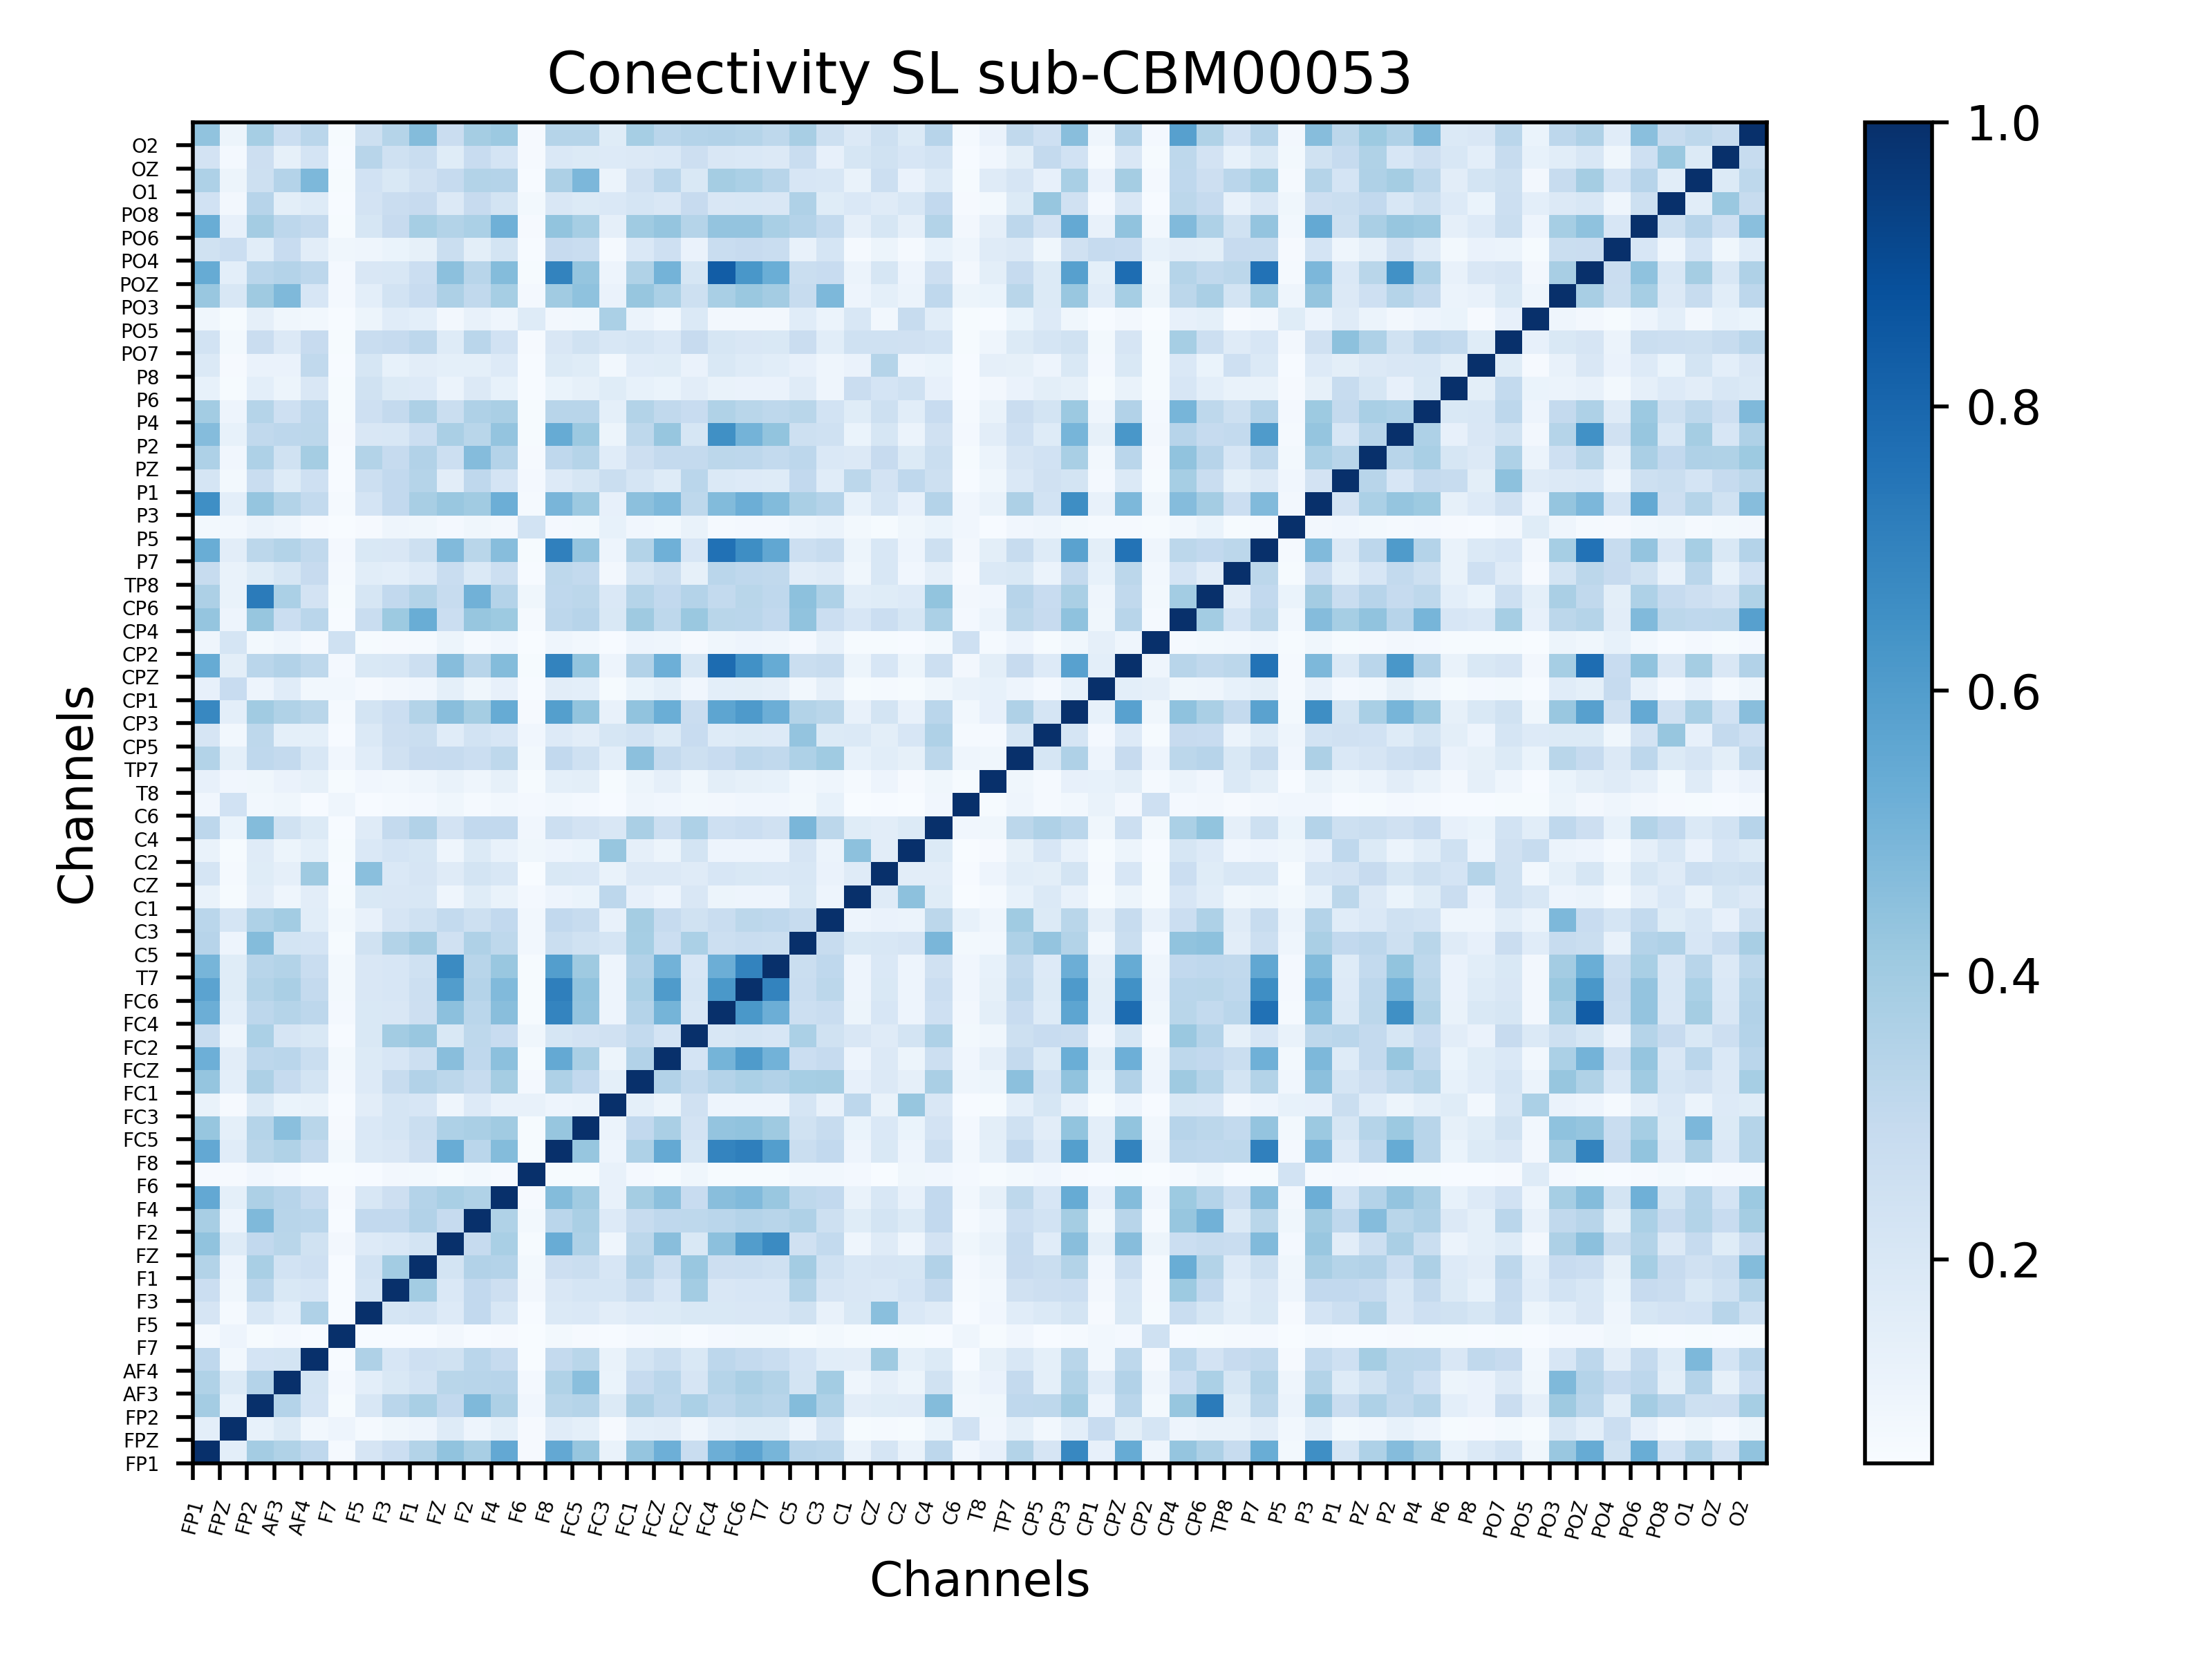 Conectivity SL sub-CBM00053
O2
OZ
O1
PO8
PO6
PO4
POZ
PO3
PO5
PO7
P8
P6
P4
P2
PZ
P1
P3
P5
P7
TP8
CP6
CP4
CP2
CPZ
CP1
CP3
CP5
TP7
T8
C6
C4
C2
CZ
C1
C3
C5
T7
FC6
FC4
FC2
FCZ
FC1
FC3
FC5
F8
F6
F4
F2
FZ
F1
F3
F5
F7
AF4
AF3
FP2
FPZ
FP1
Channels
FP1 FPZ FP2 AF3 AF4 F7 F5 F3 F1 FZ F2 F4 F6 F8 FC5 FC3 FC1 FCZ FC2 FC4 FC6 T7 C5 C3 C1 CZ C2 C4 C6 T8 TP7 CP5 CP3 CP1 CPZ CP2 CP4 CP6 TP8 P7 P5 P3 P1 PZ P2 P4 P6 P8 PO7 PO5 PO3 POZ PO4 PO6 PO8 O1 OZ O2
Channels
1.0
0.8
0.6
0.4
0.2